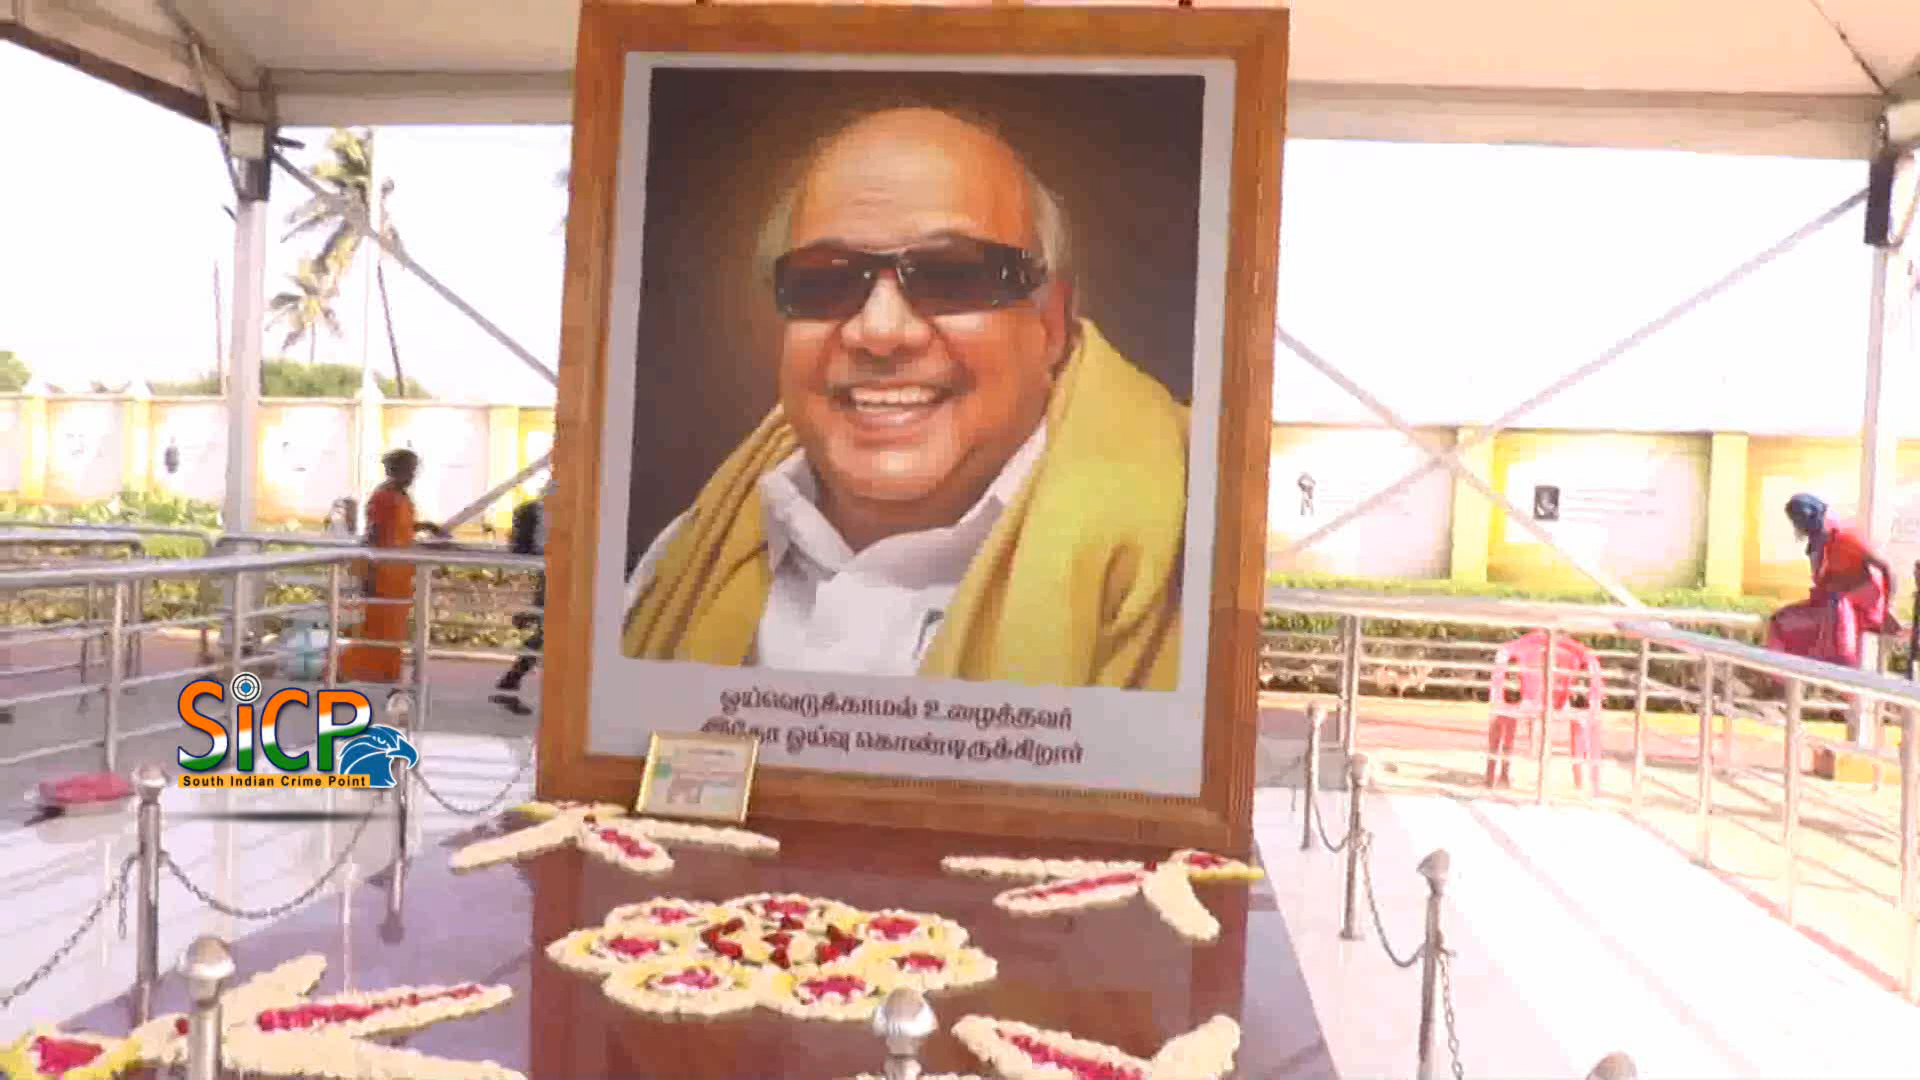 ஓய்வெடுக்காமல் உழைத்தவர்
இதோ ஓய்வு கொண்டிருக்கிறார்
SiCP
South Indian Crime Point